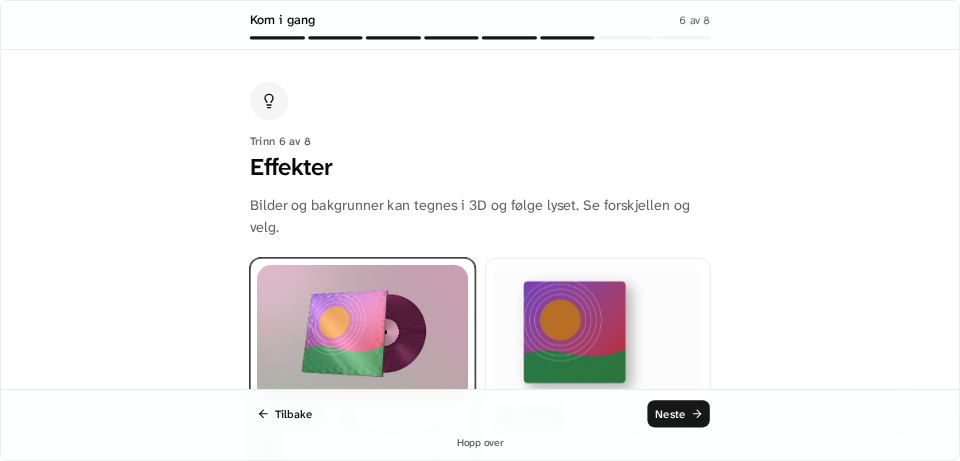 Kom i gang
6 av 8
Trinn 6 av 8
Effekter
Bilder og bakgrunner kan tegnes i 3D og følge lyset. Se forskjellen og
velg.
Tilbake
Neste
Hopp over